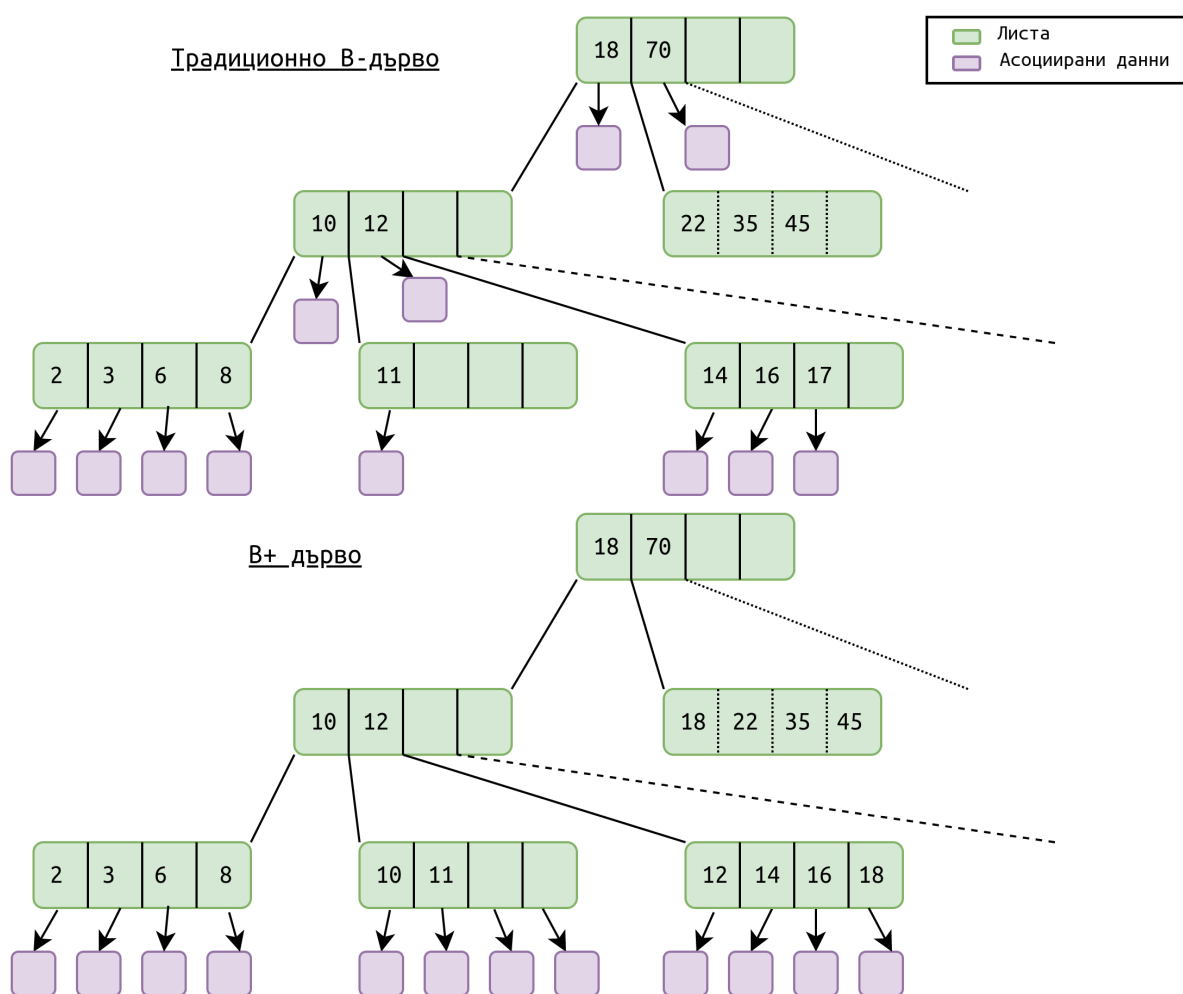 Традиционно B-дърво
18 70
Листа
Асоциирани данни
10 12
22 35 45
2 3 6 8
11
14 16 17
B+ дърво
18 70
10 12
18 22 35 45
2 3 6 8
10 11
12 14 16 18